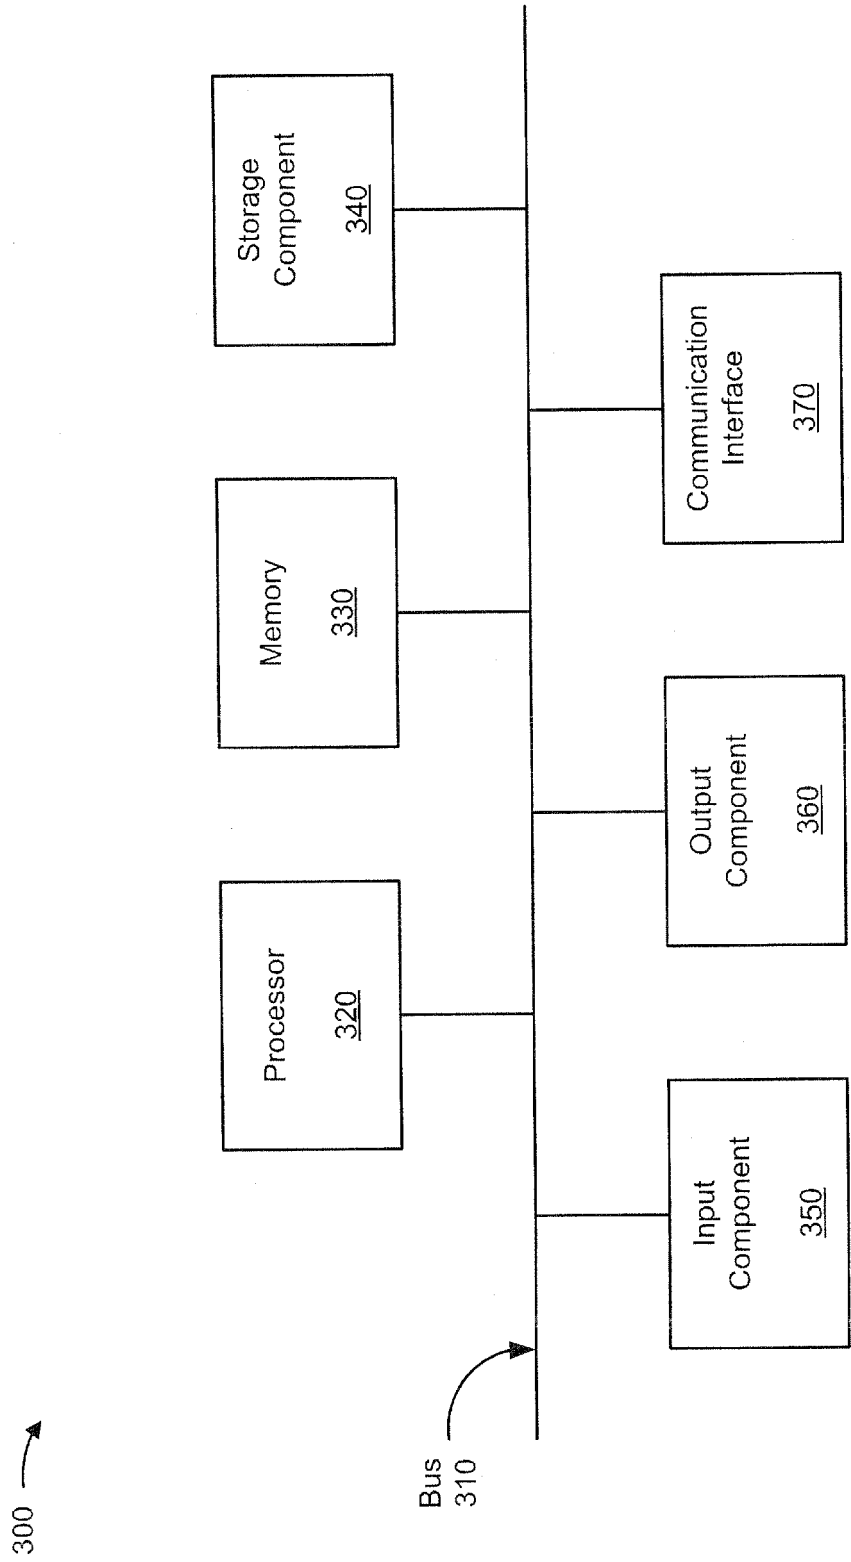 300
Processor
320
Memory
330
Storage
Component
340
Bus
310
Input
Component
350
Output
Component
360
Communication
Interface
370